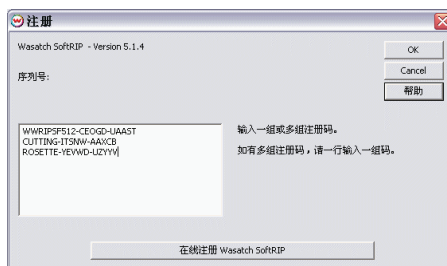 注册
Wasatch SoftRIP - Version 5.1.4
OK
序列号:
Cancel
帮助
WWRIPSF512-CEOGD-UAAST
CUTTING-ITSNW-AAXCB
ROSETTE-YEVWD-UZYYV
输入一组或多组注册码。
如有多组注册码，请一行输入一组码。
在线注册 Wasatch SoftRIP